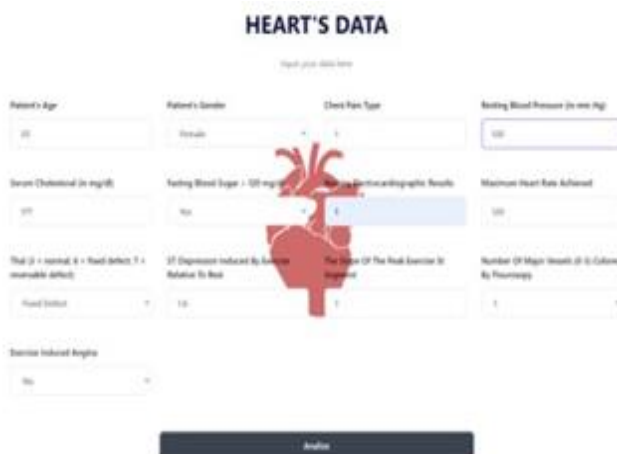 HEART'S DATA
Input your data here
Patient's Age
Patient's Gender
Chest Pain Type
Resting Blood Pressure (in mm Hg)
Female
Serum Cholesterol (in mg/dl)
Fasting Blood Sugar > 120 mg/
Electrocardiographic Results
Maximum Heart Rate Achieved
Thal (3 = normal; 6 = fixed defect; 7 =
reversable defect)
ST Depression Induced By Exercise
Relative To Rest
The Slope Of The Peak Exercise St
Segment
Number Of Major Vessels (0-3) Colored
By Flourosopy
Fixed Defect
Exercise Induced Angina
No
Analize